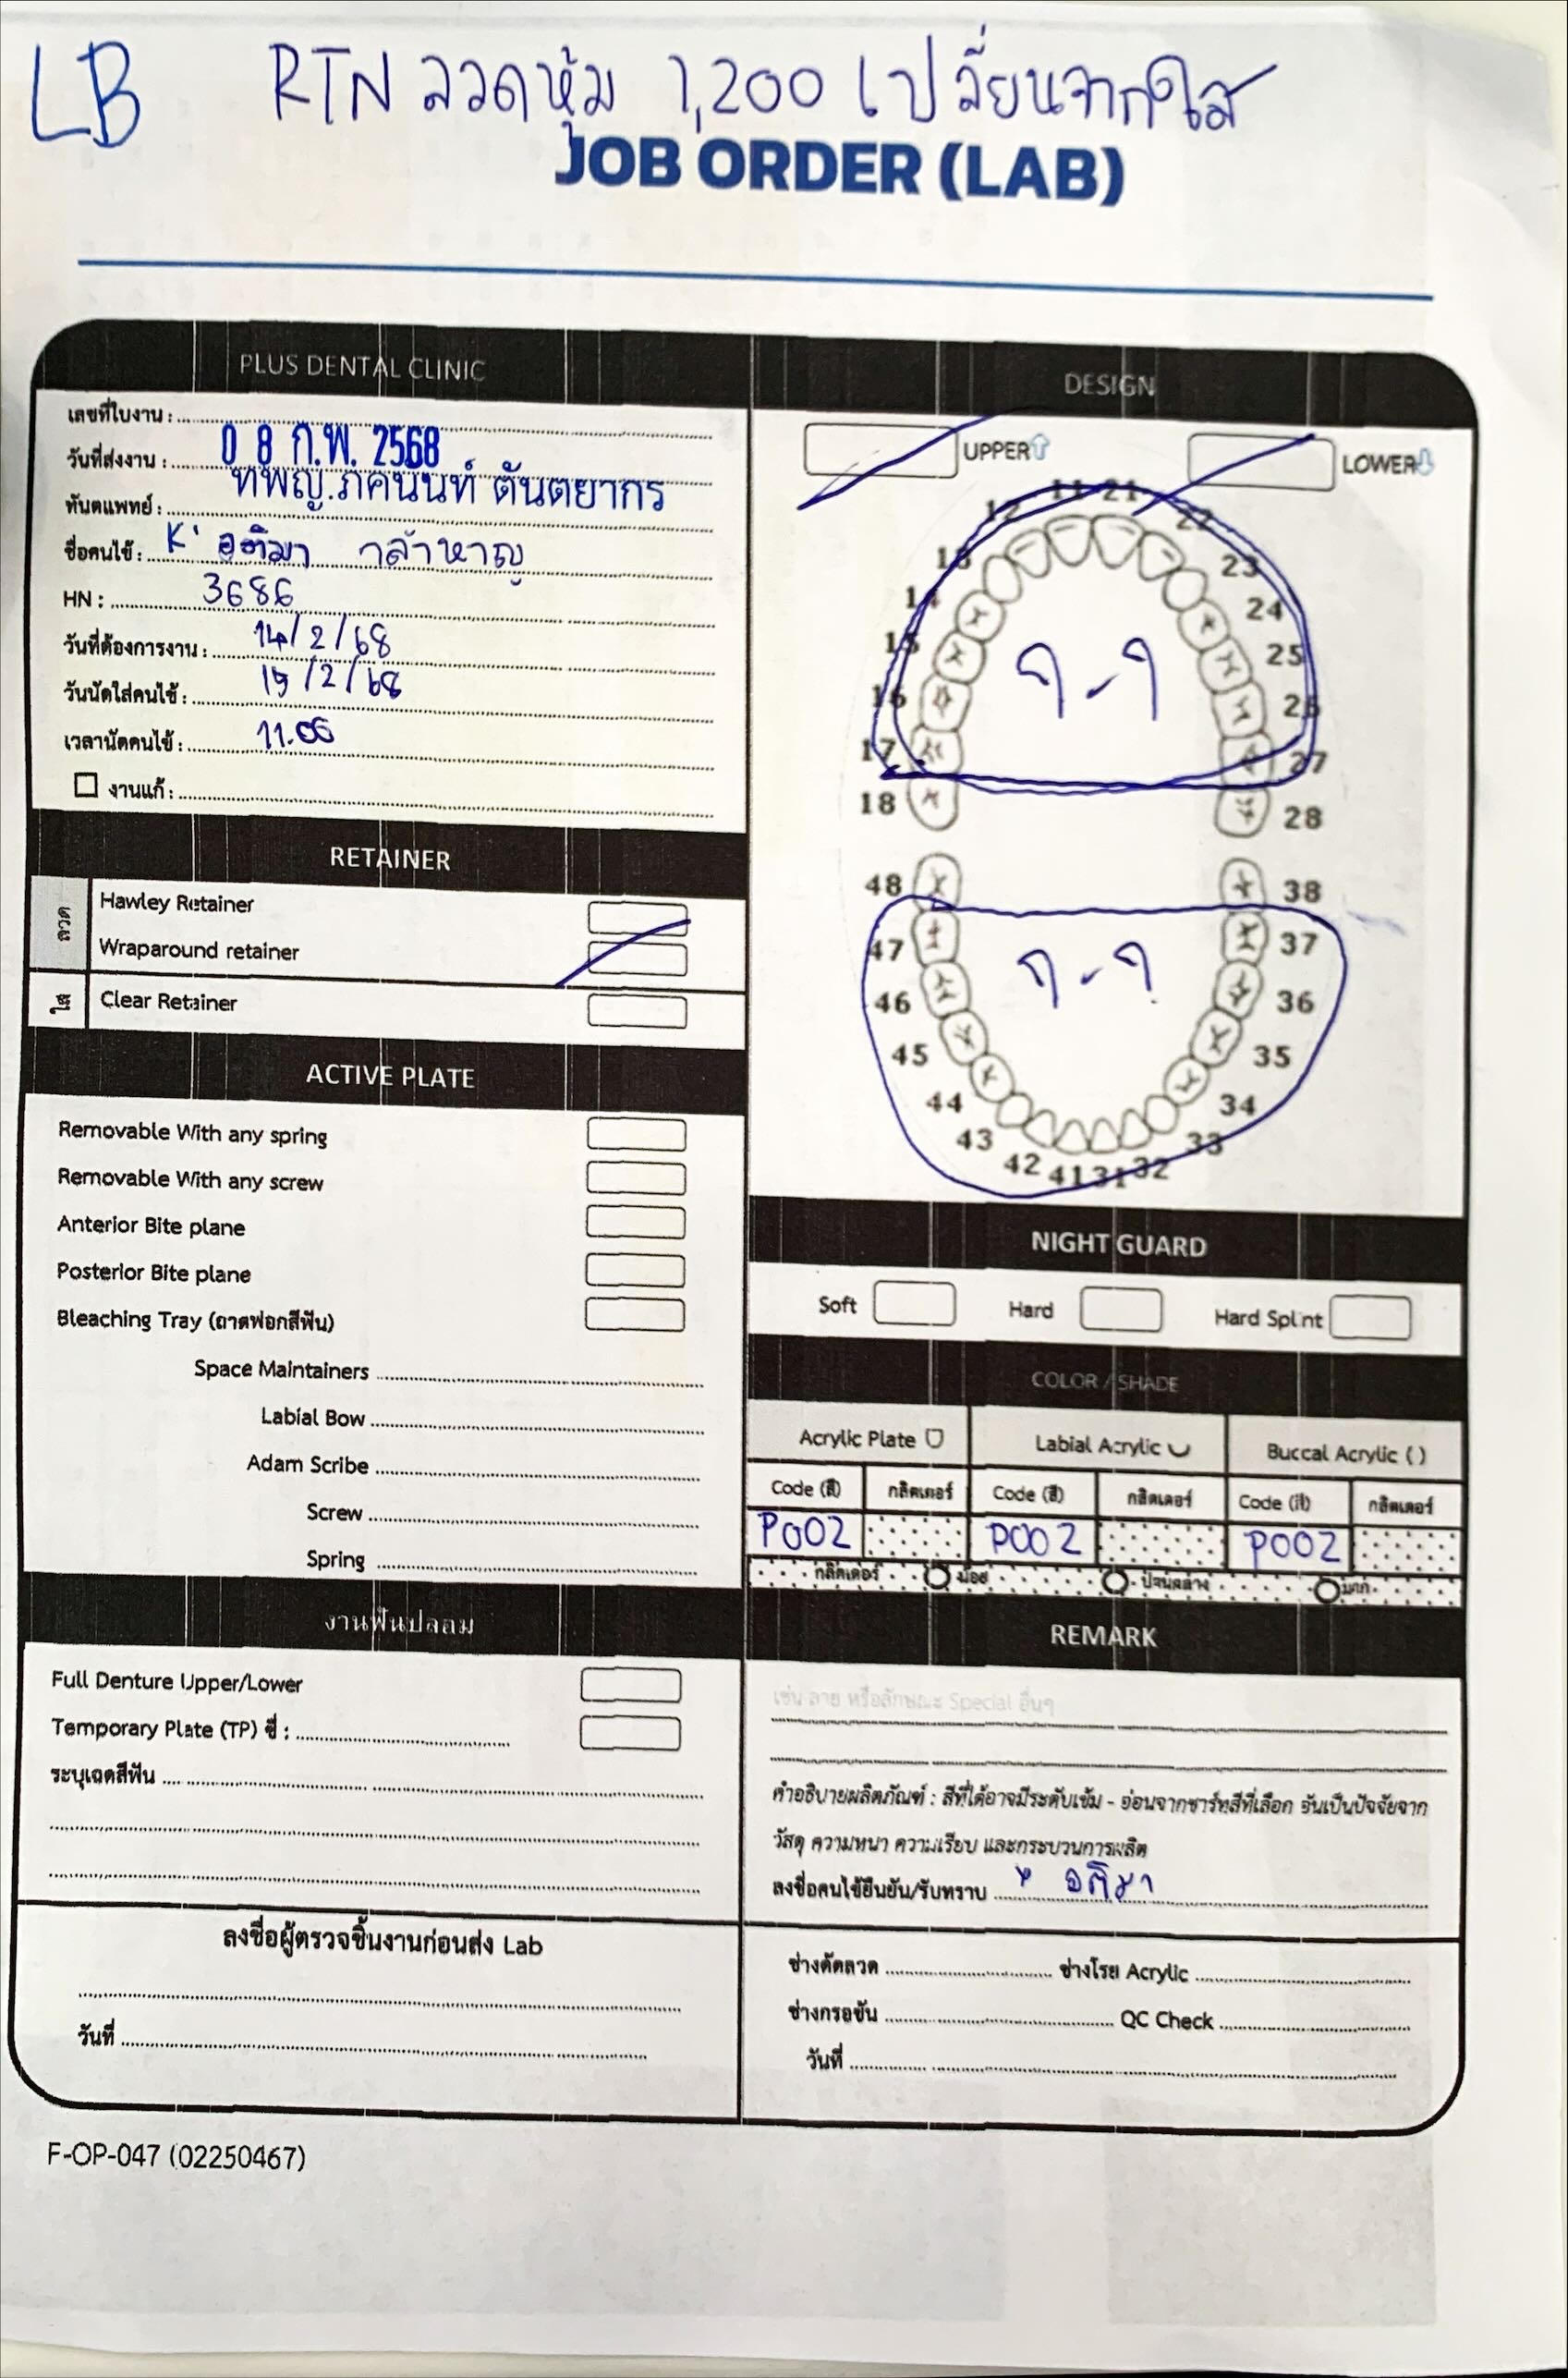 LB RTN ลวดหุ้ม 1,200 เปลี่ยนจากใส
JOB ORDER (LAB)
PLUS DENTAL CLINIC
เลขที่ใบงาน :
วันที่ส่งงาน : 0 8 ก.พ. 2568
ทันตแพทย์ : ทพญ.ภคนันท์ ตันตยากร
ชื่อคนไข้ : K' อติมา กล้าหาญ
HN : 3686
วันที่ต้องการงาน : 14/2/68
วันนัดใส่คนไข้ : 15/2/68
เวลานัดคนไข้ : 11.00
งานแก้ :
RETAINER
ลวด
Hawley Retainer
Wraparound retainer
ใส
Clear Retainer
ACTIVE PLATE
Removable With any spring
Removable With any screw
Anterior Bite plane
Posterior Bite plane
Bleaching Tray (ถาดฟอกสีฟัน)
Space Maintainers
Labial Bow
Adam Scribe
Screw
Spring
งานฟันปลอม
Full Denture Upper/Lower
Temporary Plate (TP) ซี่ :
ระบุเฉดสีฟัน
ลงชื่อผู้ตรวจชิ้นงานก่อนส่ง Lab
วันที่
DESIGN
UPPER LOWER
11 21
12 22
13 23
14 24
15 25
16 26
17 27
18 28
48 38
47 37
46 36
45 35
44 34
43 33
42 41 31 32
NIGHT GUARD
Soft Hard Hard Splint
COLOR / SHADE
Acrylic Plate Labial Acrylic Buccal Acrylic ( )
Code (สี) กลิตเตอร์ Code (สี) กลิตเตอร์ Code (สี) กลิตเตอร์
P002 P002 P002
กลิตเตอร์ น้อย ปานกลาง มาก
REMARK
เช่น ลาย หรือลักษณะ Special อื่นๆ
คำอธิบายผลิตภัณฑ์ : สีที่ได้อาจมีระดับเข้ม - อ่อนจากชาร์ทสีที่เลือก อันเป็นปัจจัยจาก
วัสดุ ความหนา ความเรียบ และกระบวนการผลิต
ลงชื่อคนไข้ยืนยัน/รับทราบ อติมา
ช่างดัดลวด ช่างโรย Acrylic
ช่างกรอขัน QC Check
วันที่
F-OP-047 (02250467)